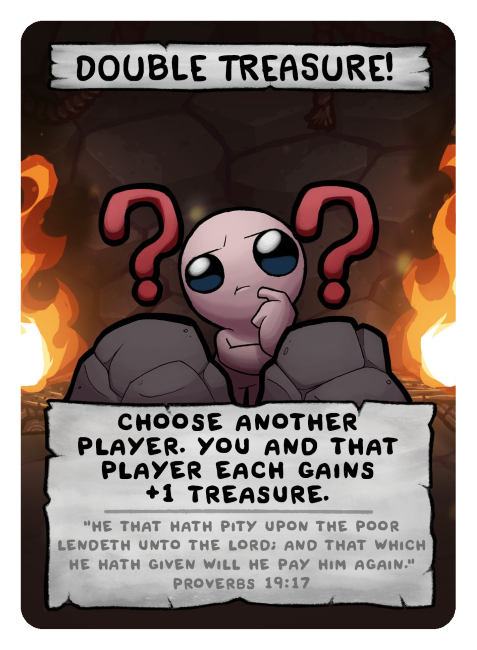 DOUBLE TREASURE!
? ?
CHOOSE ANOTHER
PLAYER. YOU AND THAT
PLAYER EACH GAINS
+1 TREASURE.
"HE THAT HATH PITY UPON THE POOR
LENDETH UNTO THE LORD; AND THAT WHICH
HE HATH GIVEN WILL HE PAY HIM AGAIN."
PROVERBS 19:17